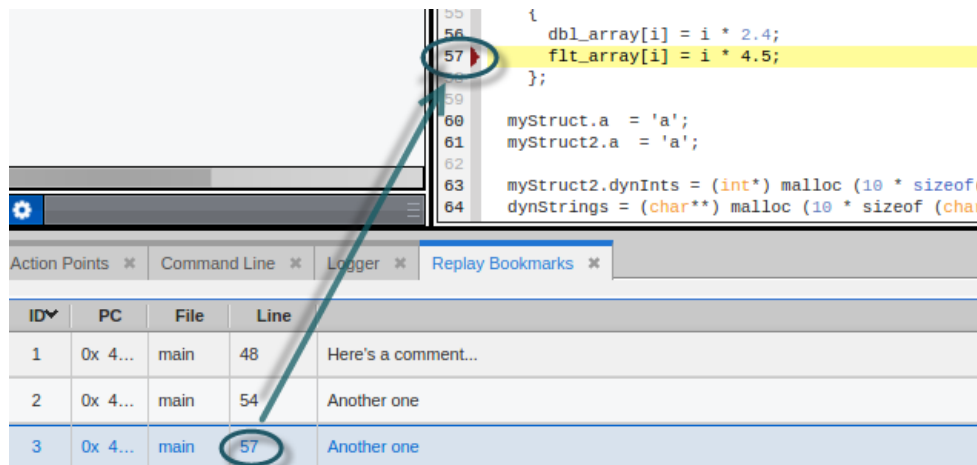 55 {
56 dbl_array[i] = i * 2.4;
57 flt_array[i] = i * 4.5;
58 };
59
60 myStruct.a = 'a';
61 myStruct2.a = 'a';
62
63 myStruct2.dynInts = (int*) malloc (10 * sizeof(
64 dynStrings = (char**) malloc (10 * sizeof (char
Action Points Command Line Logger Replay Bookmarks
ID PC File Line
1 0x 4... main 48 Here's a comment...
2 0x 4... main 54 Another one
3 0x 4... main 57 Another one